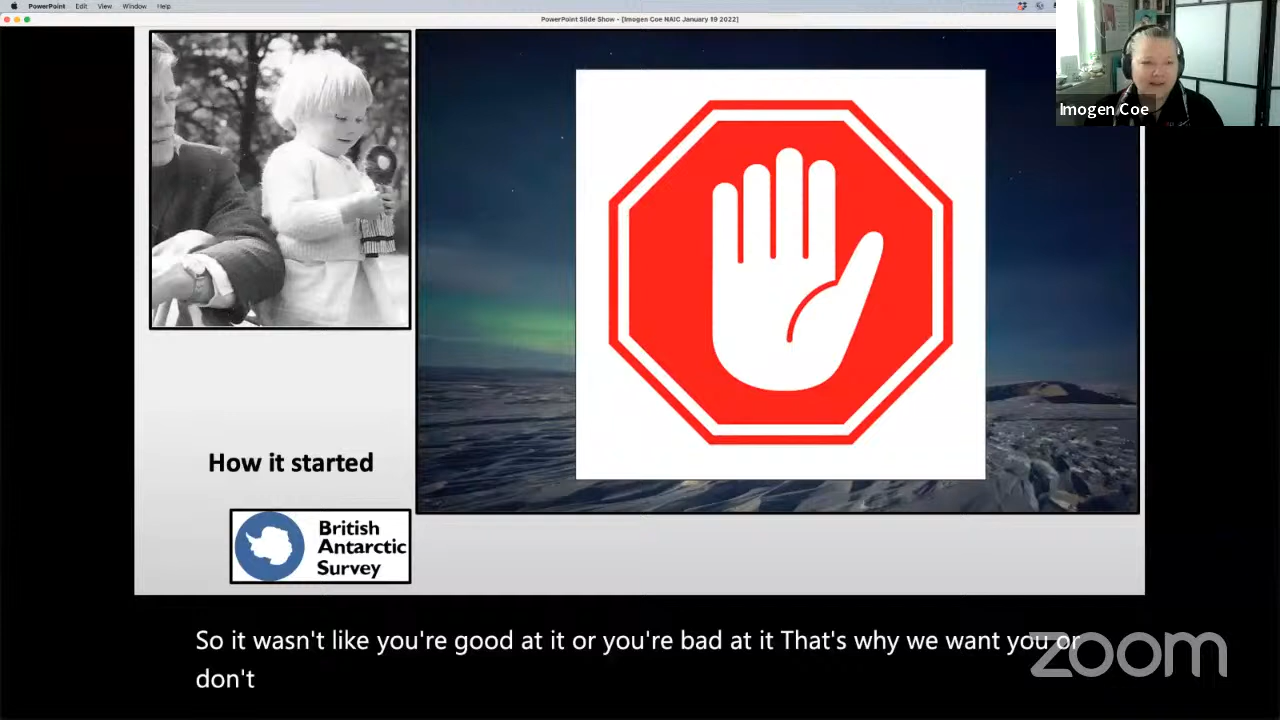 PowerPoint Edit View Window Help
PowerPoint Slide Show - [Imogen Coe NAIC January 19 2022]
Imogen Coe
How it started
British
Antarctic
Survey
So it wasn't like you're good at it or you're bad at it That's why we want you or
don't
zoom